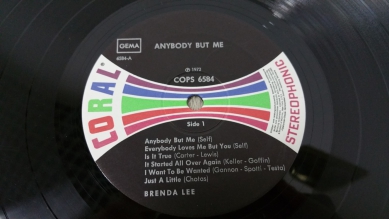 GEMA
6584-A
ANYBODY BUT ME
℗ 1972
COPS 6584
CORAL
STEREOPHONIC
Side 1
Anybody But Me (Self)
Everybody Loves Me But You (Self)
Is It True (Carter - Lewis)
It Started All Over Again (Keller - Goffin)
I Want To Be Wanted (Gannon - Spotti - Testa)
Just A Little (Chotas)
BRENDA LEE